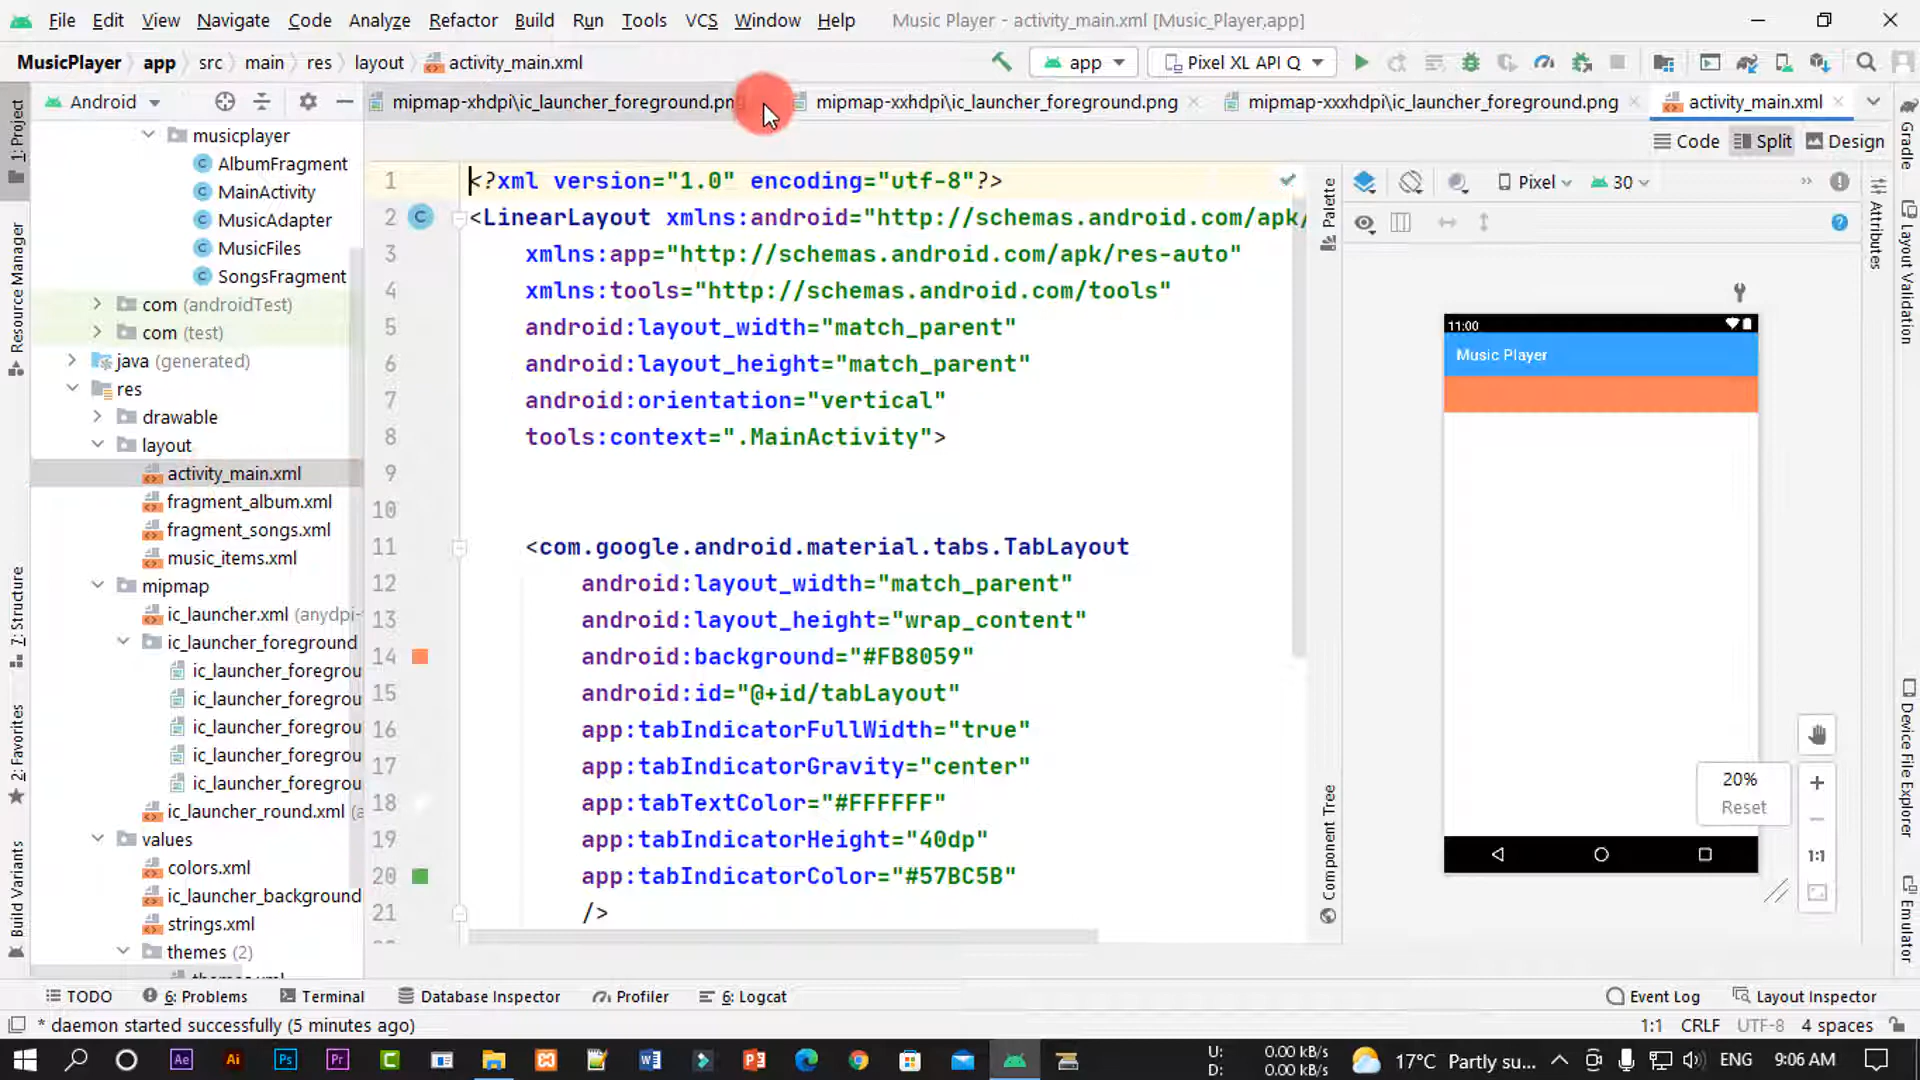 File Edit View Navigate Code Analyze Refactor Build Run Tools VCS Window Help Music Player - activity_main.xml [Music_Player,app]
MusicPlayer app src main res layout activity_main.xml app Pixel XL API Q
Android
mipmap-xhdpi\ic_launcher_foreground.png mipmap-xxhdpi\ic_launcher_foreground.png mipmap-xxxhdpi\ic_launcher_foreground.png activity_main.xml
Code Split Design
1: Project
Resource Manager
7: Structure
2: Favorites
Build Variants
musicplayer
AlbumFragment
MainActivity
MusicAdapter
MusicFiles
SongsFragment
com (androidTest)
com (test)
java (generated)
res
drawable
layout
activity_main.xml
fragment_album.xml
fragment_songs.xml
music_items.xml
mipmap
ic_launcher.xml (anydpi-
ic_launcher_foreground
ic_launcher_foregrou
ic_launcher_foregrou
ic_launcher_foregrou
ic_launcher_foregrou
ic_launcher_foregrou
ic_launcher_round.xml (a
values
colors.xml
ic_launcher_background
strings.xml
themes (2)
1 <?xml version="1.0" encoding="utf-8"?>
2 <LinearLayout xmlns:android="http://schemas.android.com/apk/
3 xmlns:app="http://schemas.android.com/apk/res-auto"
4 xmlns:tools="http://schemas.android.com/tools"
5 android:layout_width="match_parent"
6 android:layout_height="match_parent"
7 android:orientation="vertical"
8 tools:context=".MainActivity">
9
10
11 <com.google.android.material.tabs.TabLayout
12 android:layout_width="match_parent"
13 android:layout_height="wrap_content"
14 android:background="#FB8059"
15 android:id="@+id/tabLayout"
16 app:tabIndicatorFullWidth="true"
17 app:tabIndicatorGravity="center"
18 app:tabTextColor="#FFFFFF"
19 app:tabIndicatorHeight="40dp"
20 app:tabIndicatorColor="#57BC5B"
21 />
Palette
Component Tree
Pixel 30
11:00
Music Player
20%
Reset
1:1
Attributes
Gradle
Layout Validation
Device File Explorer
Emulator
TODO 6: Problems Terminal Database Inspector Profiler 6: Logcat Event Log Layout Inspector
* daemon started successfully (5 minutes ago) 1:1 CRLF UTF-8 4 spaces
Ae Ai Ps Pr C
U: 0.00 kB/s
D: 0.00 kB/s
17°C Partly su... ENG 9:06 AM